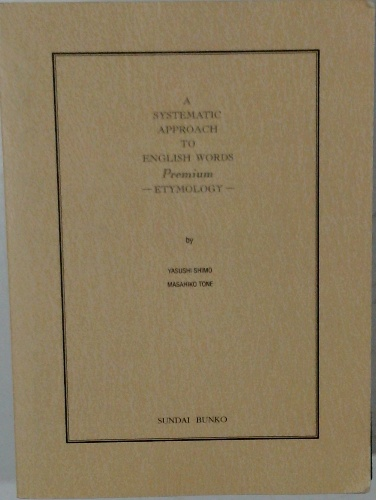 A
SYSTEMATIC
APPROACH
TO
ENGLISH WORDS
Premium
— ETYMOLOGY —
by
YASUSHI SHIMO
MASAHIKO TONE
SUNDAI BUNKO